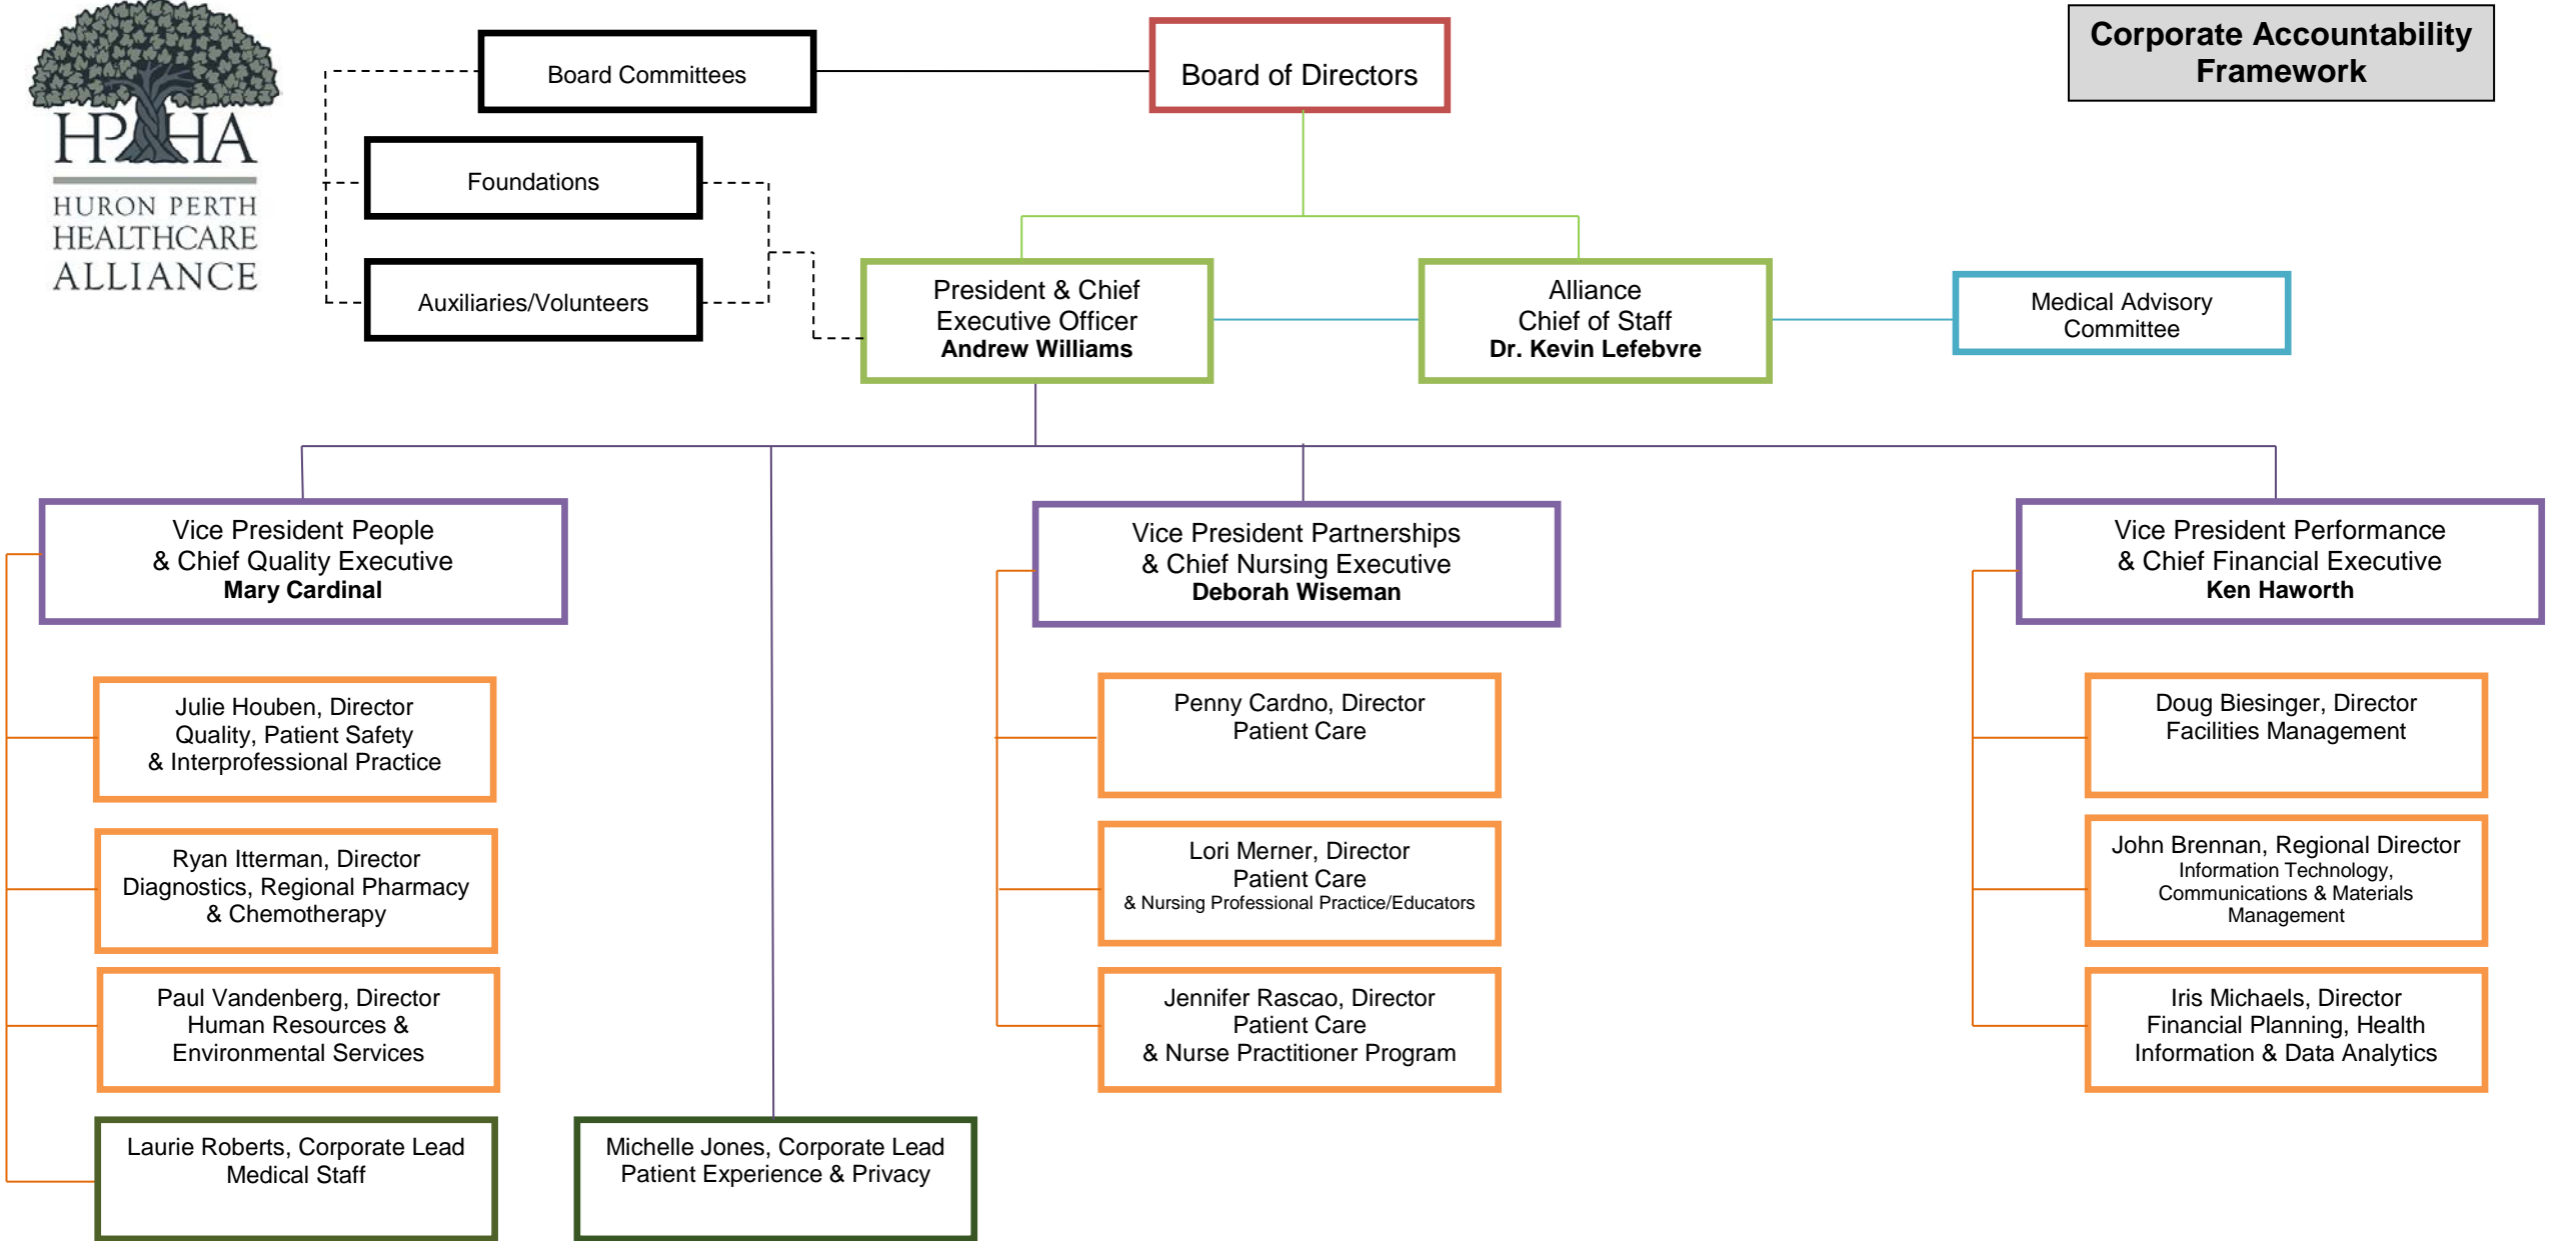 HPHA
HURON PERTH
HEALTHCARE
ALLIANCE
Board Committees
Board of Directors
Corporate Accountability
Framework
Foundations
Auxiliaries/Volunteers
President & Chief
Executive Officer
Andrew Williams
Alliance
Chief of Staff
Dr. Kevin Lefebvre
Medical Advisory
Committee
Vice President People
& Chief Quality Executive
Mary Cardinal
Vice President Partnerships
& Chief Nursing Executive
Deborah Wiseman
Vice President Performance
& Chief Financial Executive
Ken Haworth
Julie Houben, Director
Quality, Patient Safety
& Interprofessional Practice
Ryan Itterman, Director
Diagnostics, Regional Pharmacy
& Chemotherapy
Paul Vandenberg, Director
Human Resources &
Environmental Services
Laurie Roberts, Corporate Lead
Medical Staff
Michelle Jones, Corporate Lead
Patient Experience & Privacy
Penny Cardno, Director
Patient Care
Lori Merner, Director
Patient Care
& Nursing Professional Practice/Educators
Jennifer Rascao, Director
Patient Care
& Nurse Practitioner Program
Doug Biesinger, Director
Facilities Management
John Brennan, Regional Director
Information Technology,
Communications & Materials
Management
Iris Michaels, Director
Financial Planning, Health
Information & Data Analytics